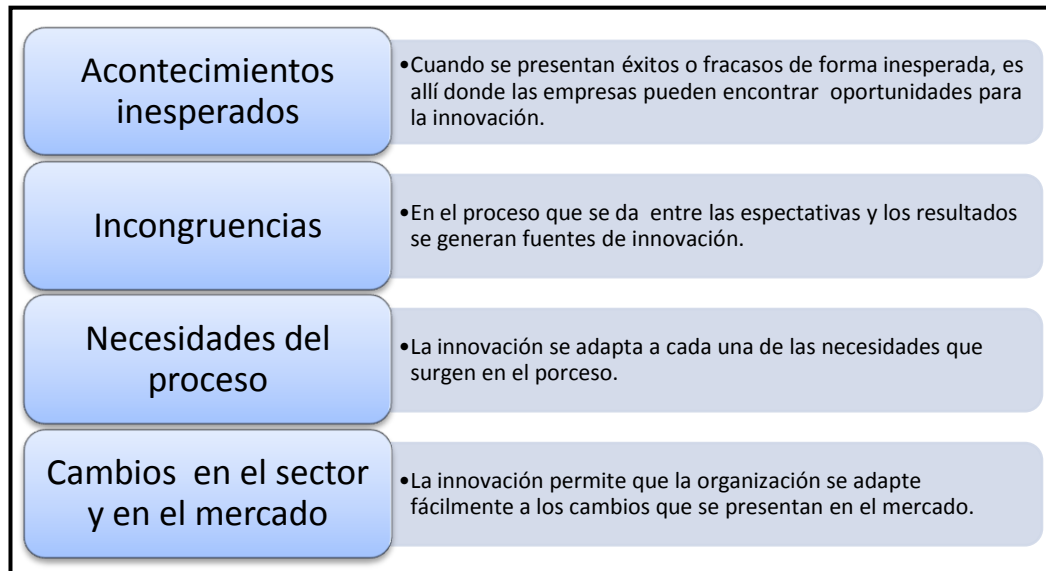 Acontecimientos
inesperados
•Cuando se presentan éxitos o fracasos de forma inesperada, es
allí donde las empresas pueden encontrar oportunidades para
la innovación.
Incongruencias
•En el proceso que se da entre las espectativas y los resultados
se generan fuentes de innovación.
Necesidades del
proceso
•La innovación se adapta a cada una de las necesidades que
surgen en el porceso.
Cambios en el sector
y en el mercado
•La innovación permite que la organización se adapte
fácilmente a los cambios que se presentan en el mercado.